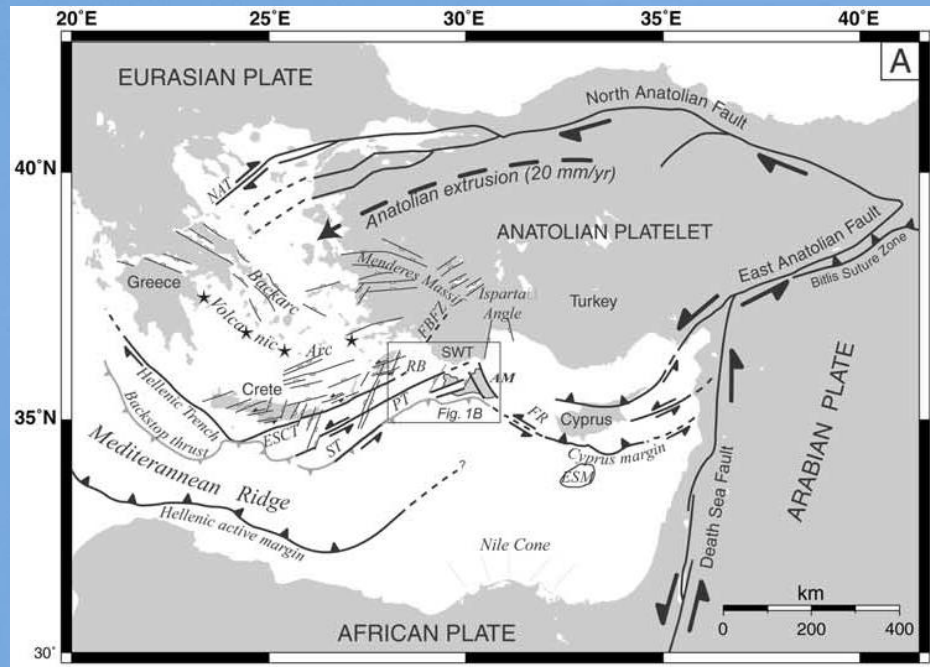 20°E
25°E
30°E
35°E
40°E
A
EURASIAN PLATE
North Anatolian Fault
40°N
NAT
Anatolian extrusion (20 mm/yr)
ANATOLIAN PLATELET
East Anatolian Fault
Bitlis Suture Zone
Greece
Backarc
Menderes Massif
Isparta
Angle
Turkey
Volcanic Arc
FBFZ
SWT
Hellenic Trench
Crete
RB
AM
35°E
Backstop thrust
ESCT
ST
PT
Fig. 1B
FR
Cyprus
Cyprus margin
ESM
Mediterannean Ridge
Hellenic active margin
?
Nile Cone
Death Sea Fault
ARABIAN PLATE
AFRICAN PLATE
km
0 200 400
30°